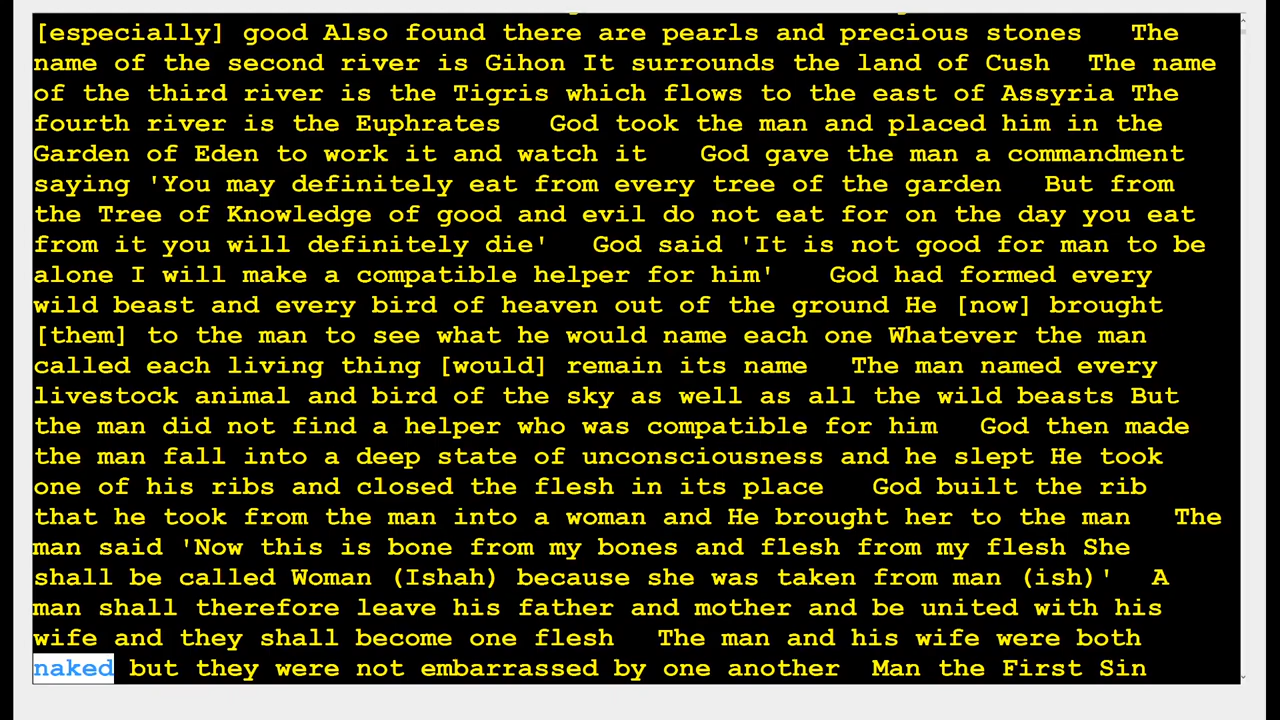 [especially] good Also found there are pearls and precious stones The
name of the second river is Gihon It surrounds the land of Cush The name
of the third river is the Tigris which flows to the east of Assyria The
fourth river is the Euphrates God took the man and placed him in the
Garden of Eden to work it and watch it God gave the man a commandment
saying 'You may definitely eat from every tree of the garden But from
the Tree of Knowledge of good and evil do not eat for on the day you eat
from it you will definitely die' God said 'It is not good for man to be
alone I will make a compatible helper for him' God had formed every
wild beast and every bird of heaven out of the ground He [now] brought
[them] to the man to see what he would name each one Whatever the man
called each living thing [would] remain its name The man named every
livestock animal and bird of the sky as well as all the wild beasts But
the man did not find a helper who was compatible for him God then made
the man fall into a deep state of unconsciousness and he slept He took
one of his ribs and closed the flesh in its place God built the rib
that he took from the man into a woman and He brought her to the man The
man said 'Now this is bone from my bones and flesh from my flesh She
shall be called Woman (Ishah) because she was taken from man (ish)' A
man shall therefore leave his father and mother and be united with his
wife and they shall become one flesh The man and his wife were both
naked but they were not embarrassed by one another Man the First Sin